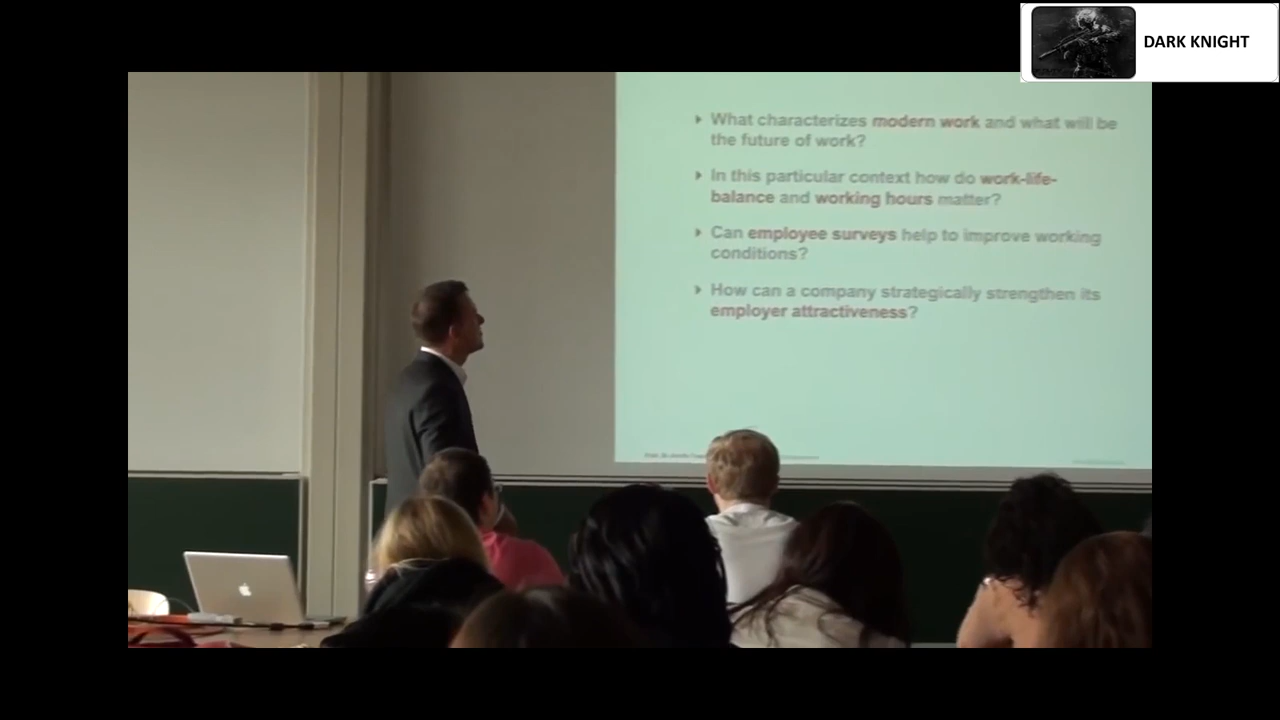 DARK KNIGHT
What characterizes modern work and what will be
the future of work?
In this particular context how do work-life-
balance and working hours matter?
Can employee surveys help to improve working
conditions?
How can a company strategically strengthen its
employer attractiveness?